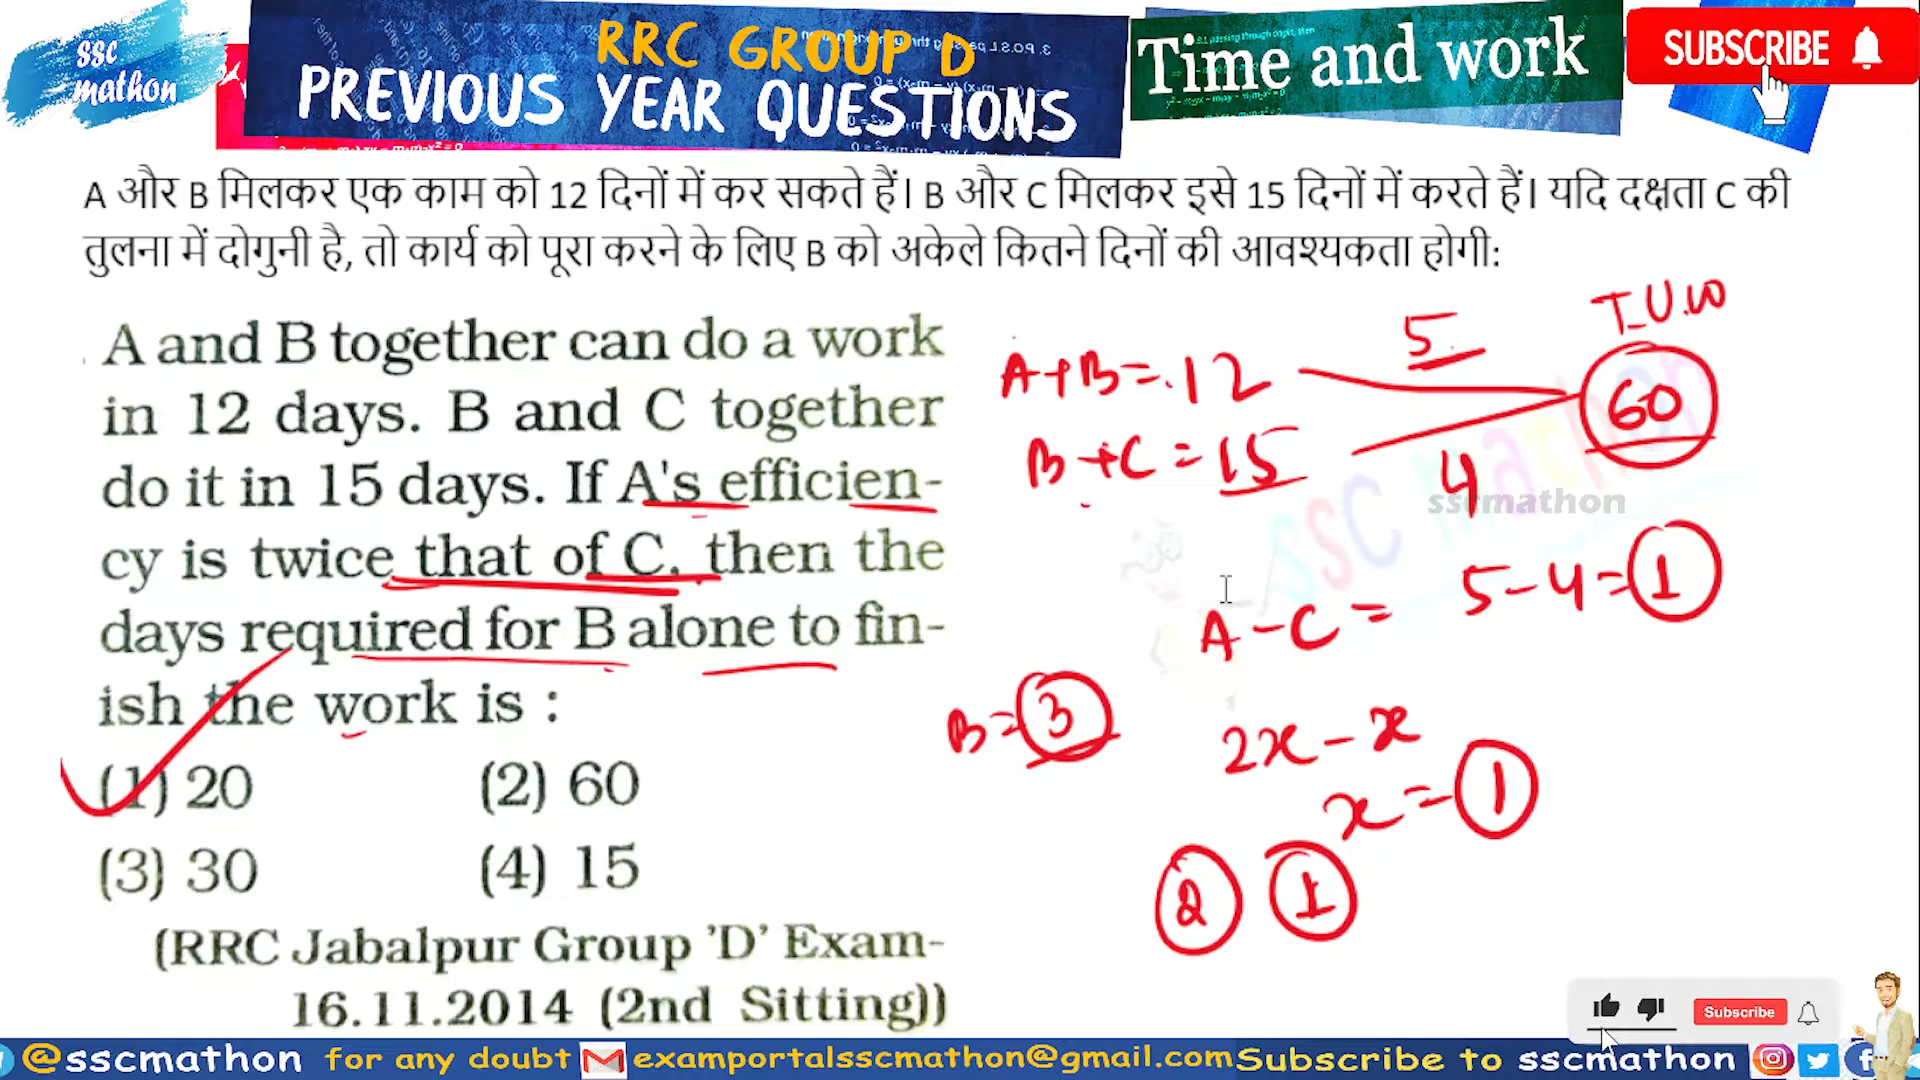 ssc
mathon
RRC GROUP D
PREVIOUS YEAR QUESTIONS
Time and work
SUBSCRIBE
A और B मिलकर एक काम को 12 दिनों में कर सकते हैं। B और C मिलकर इसे 15 दिनों में करते हैं। यदि दक्षता C की
तुलना में दोगुनी है, तो कार्य को पूरा करने के लिए B को अकेले कितने दिनों की आवश्यकता होगी:
A and B together can do a work
in 12 days. B and C together
do it in 15 days. If A's efficien-
cy is twice that of C, then the
days required for B alone to fin-
ish the work is :
(1) 20 (2) 60
(3) 30 (4) 15
(RRC Jabalpur Group 'D' Exam-
16.11.2014 (2nd Sitting))
T.U.W
A+B=12 5 60
B+C=15 4
sscmathon
SSC mathon
A-C= 5-4=1
B=3
2x-x
x=1
2 1
Subscribe
@sscmathon for any doubt examportalsscmathon@gmail.com Subscribe to sscmathon